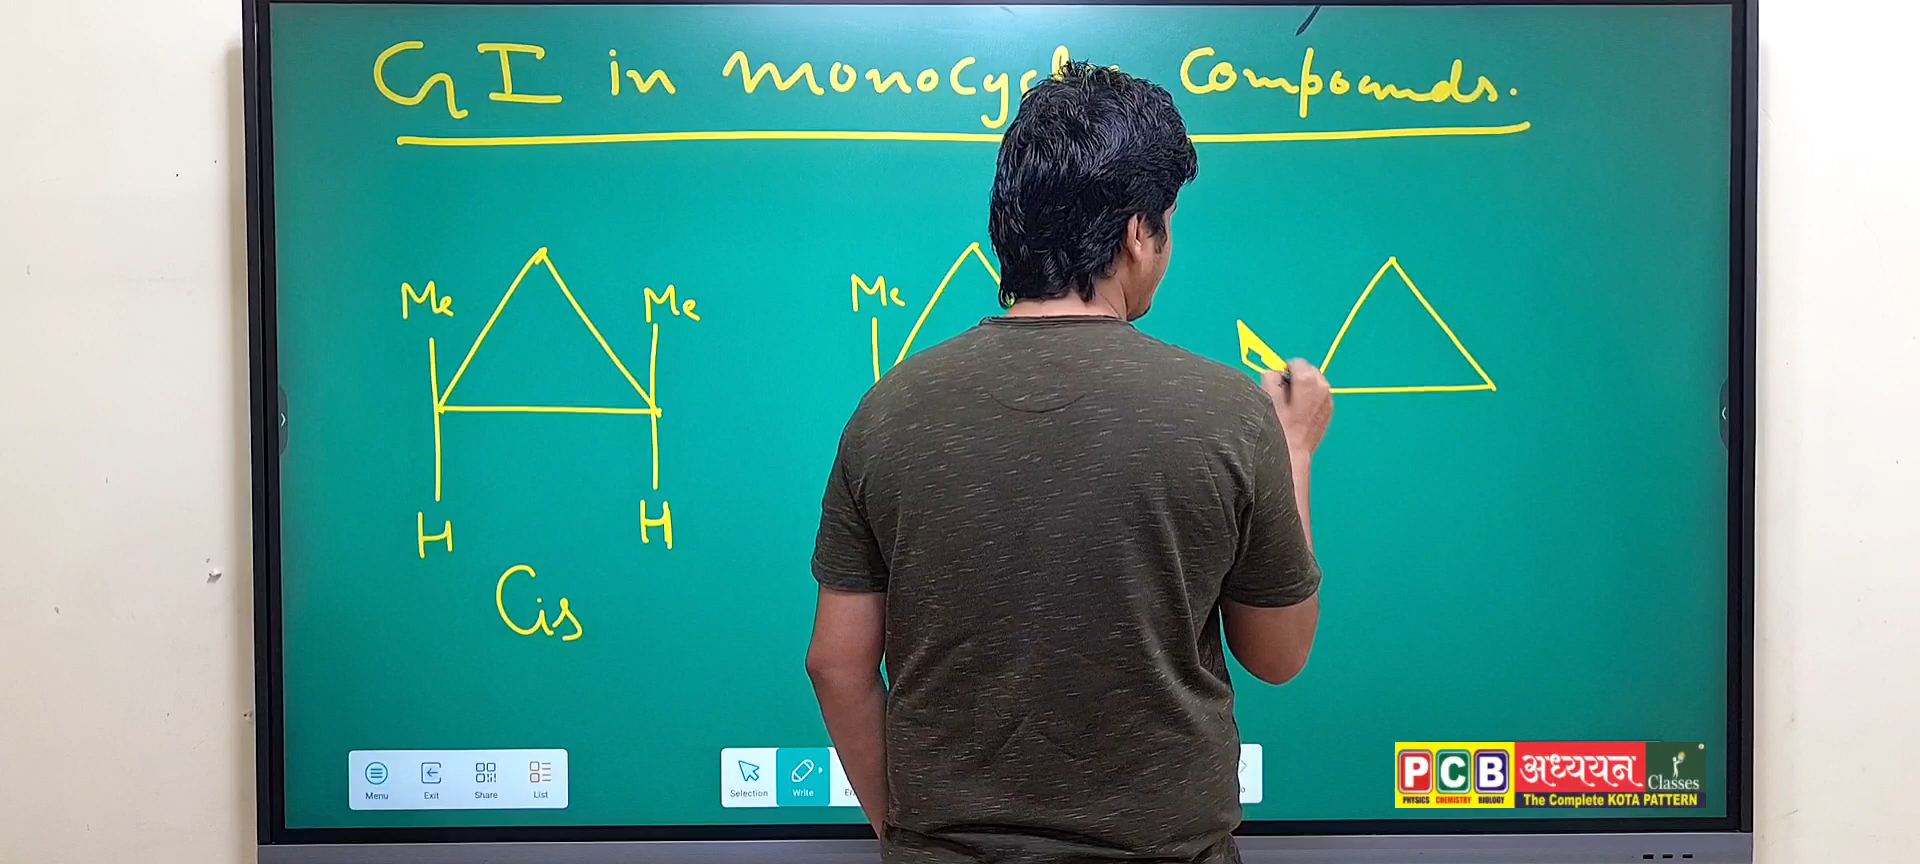 GI in monocyc Compounds.
Me Me Me
H H
Cis
Menu Exit Share List Selection Write
PCB अध्ययन Classes
PHYSICS CHEMISTRY BIOLOGY The Complete KOTA PATTERN